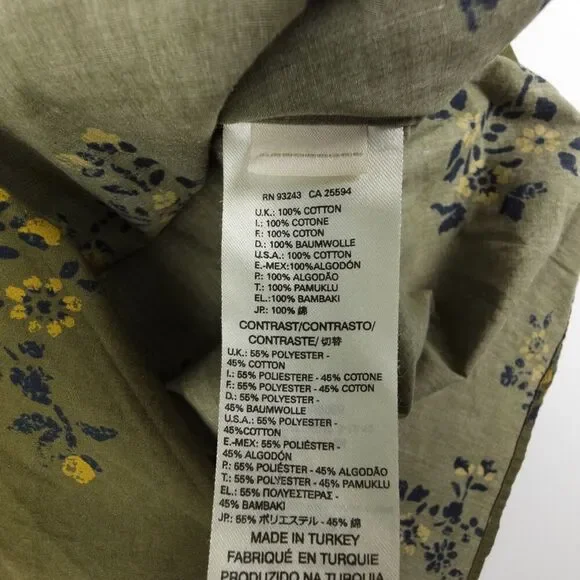 RN 93243 CA 25594
U.K.: 100% COTTON
I.: 100% COTONE
F.: 100% COTON
D.: 100% BAUMWOLLE
U.S.A.: 100% COTTON
E.-MEX:100%ALGODÓN
P.: 100% ALGODÃO
T.: 100% PAMUKLU
EL.:100% BAMBAKI
JP.: 100% 綿
CONTRAST/CONTRASTO/
CONTRASTE/ 切替
U.K.: 55% POLYESTER -
45% COTTON
I.: 55% POLIESTERE - 45% COTONE
F.: 55% POLYESTER - 45% COTON
D.: 55% POLYESTER -
45% BAUMWOLLE
U.S.A.: 55% POLYESTER -
45%COTTON
E.-MEX: 55% POLIÉSTER -
45% ALGODÓN
P.: 55% POLIÉSTER - 45% ALGODÃO
T.: 55% POLYESTER - 45% PAMUKLU
EL.: 55% ΠΟΛΥΕΣΤΕΡΑΣ -
45% BAMBAKI
JP.: 55% ポリエステル - 45% 綿
MADE IN TURKEY
FABRIQUÉ EN TURQUIE
PRODUZIDO NA TURQUIA